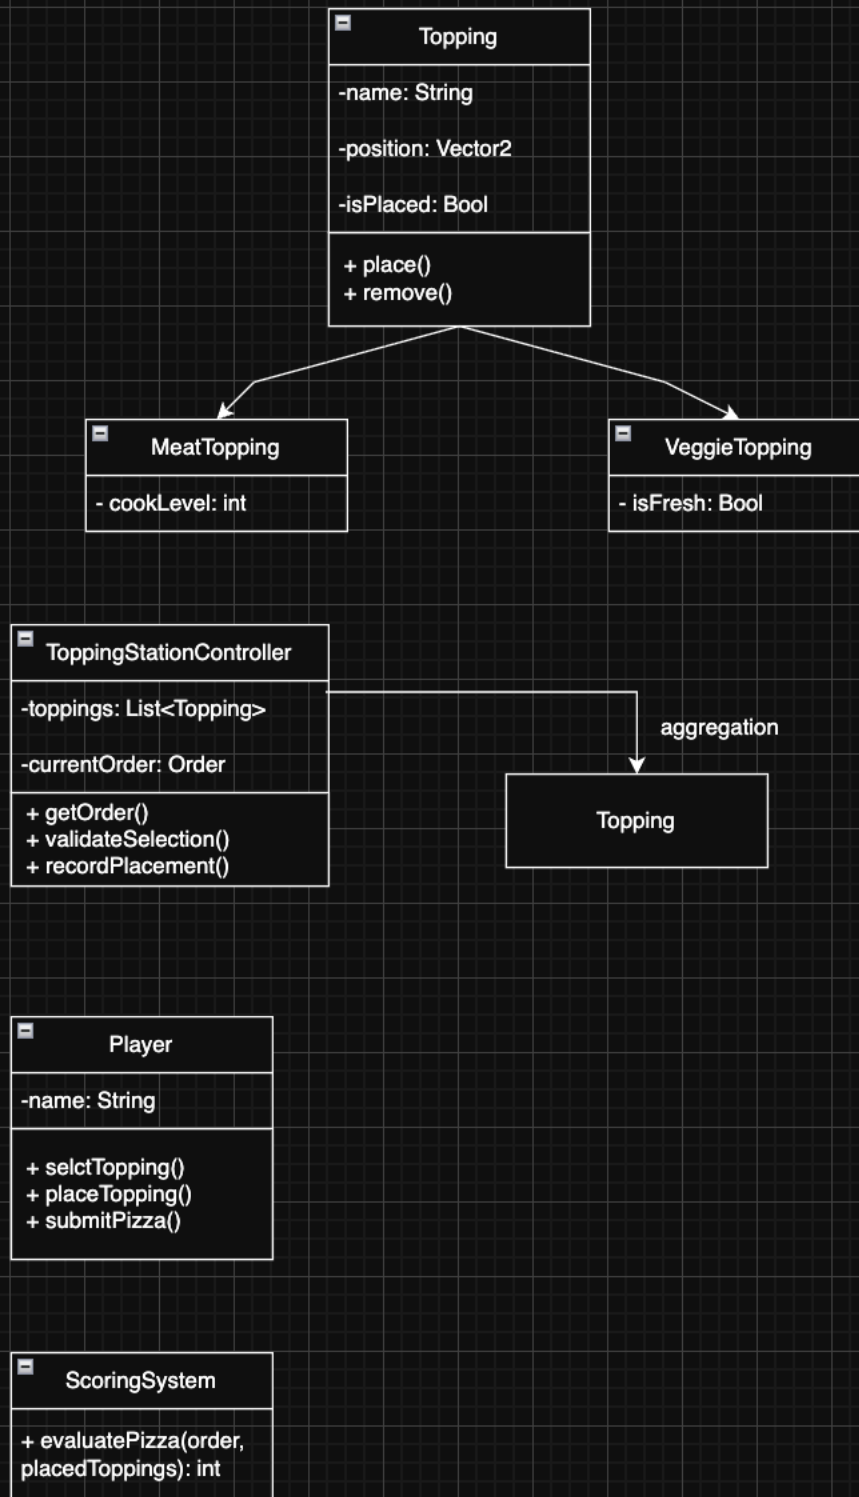 Topping
-name: String
-position: Vector2
-isPlaced: Bool
+ place()
+ remove()
MeatTopping
- cookLevel: int
VeggieTopping
- isFresh: Bool
ToppingStationController
-toppings: List<Topping>
-currentOrder: Order
+ getOrder()
+ validateSelection()
+ recordPlacement()
aggregation
Topping
Player
-name: String
+ selctTopping()
+ placeTopping()
+ submitPizza()
ScoringSystem
+ evaluatePizza(order,
placedToppings): int